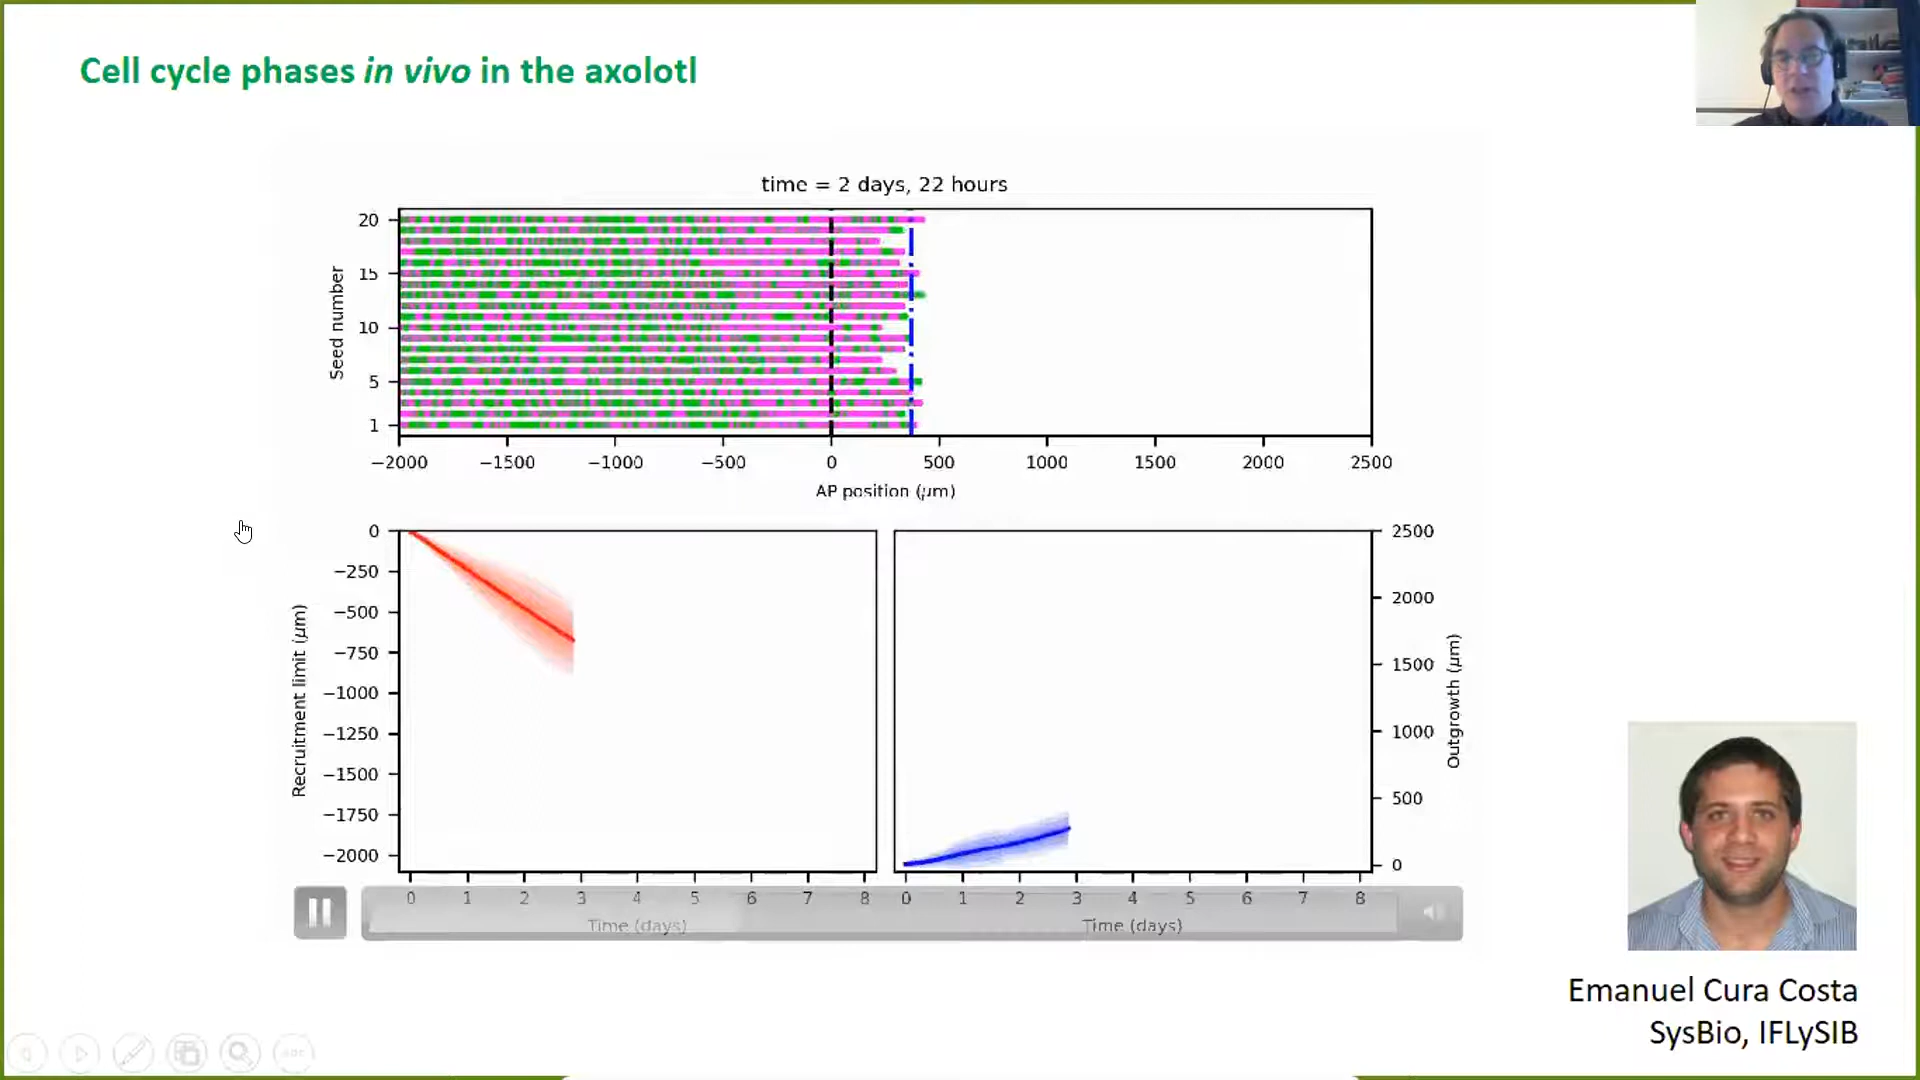 Cell cycle phases in vivo in the axolotl
time = 2 days, 22 hours
Seed number
20
15
10
5
1
−2000 −1500 −1000 −500 0 500 1000 1500 2000 2500
AP position (μm)
Recruitment limit (μm)
0
−250
−500
−750
−1000
−1250
−1500
−1750
−2000
0 1 2 3 4 5 6 7 8
Time (days)
2500
2000
1500
1000
500
0
Outgrowth (μm)
0 1 2 3 4 5 6 7 8
Time (days)
Emanuel Cura Costa
SysBio, IFLySIB